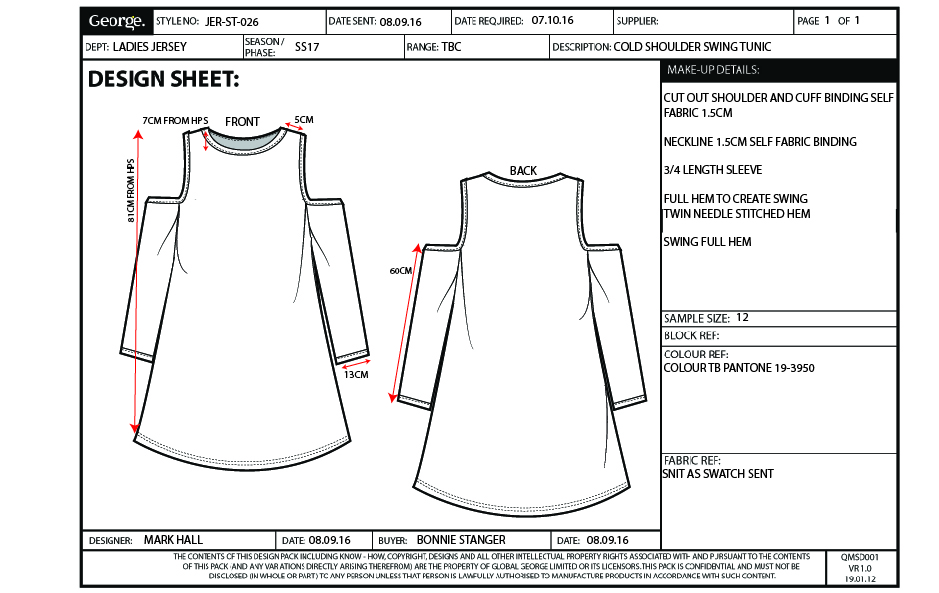 George. STYLE NO: JER-ST-026 DATE SENT: 08.09.16 DATE REQUIRED: 07.10.16 SUPPLIER: PAGE 1 OF 1
DEPT: LADIES JERSEY SEASON / PHASE: SS17 RANGE: TBC DESCRIPTION: COLD SHOULDER SWING TUNIC
DESIGN SHEET:
7CM FROM HPS
FRONT
5CM
81CM FROM HPS
13CM
BACK
60CM
MAKE-UP DETAILS:
CUT OUT SHOULDER AND CUFF BINDING SELF
FABRIC 1.5CM
NECKLINE 1.5CM SELF FABRIC BINDING
3/4 LENGTH SLEEVE
FULL HEM TO CREATE SWING
TWIN NEEDLE STITCHED HEM
SWING FULL HEM
SAMPLE SIZE: 12
BLOCK REF:
COLOUR REF:
COLOUR TB PANTONE 19-3950
FABRIC REF:
SNIT AS SWATCH SENT
DESIGNER: MARK HALL DATE: 08.09.16 BUYER: BONNIE STANGER DATE: 08.09.16
THE CONTENTS OF THIS DESIGN PACK INCLUDING KNOW - HOW, COPYRIGHT, DESIGNS AND ALL OTHER INTELLECTUAL PROPERTY RIGHTS ASSOCIATED WITH AND PURSUANT TO THE CONTENTS
OF THIS PACK (AND ANY VARIATIONS DIRECTLY ARISING THEREFROM) ARE THE PROPERTY OF GLOBAL GEORGE LIMITED OR ITS LICENSORS. THIS PACK IS CONFIDENTIAL AND MUST NOT BE
DISCLOSED (IN WHOLE OR PART) TO ANY PERSON UNLESS THAT PERSON IS LAWFULLY AUTHORISED TO MANUFACTURE PRODUCTS IN ACCORDANCE WITH SUCH CONTENT.
QMSD001
VR1.0
19.01.12